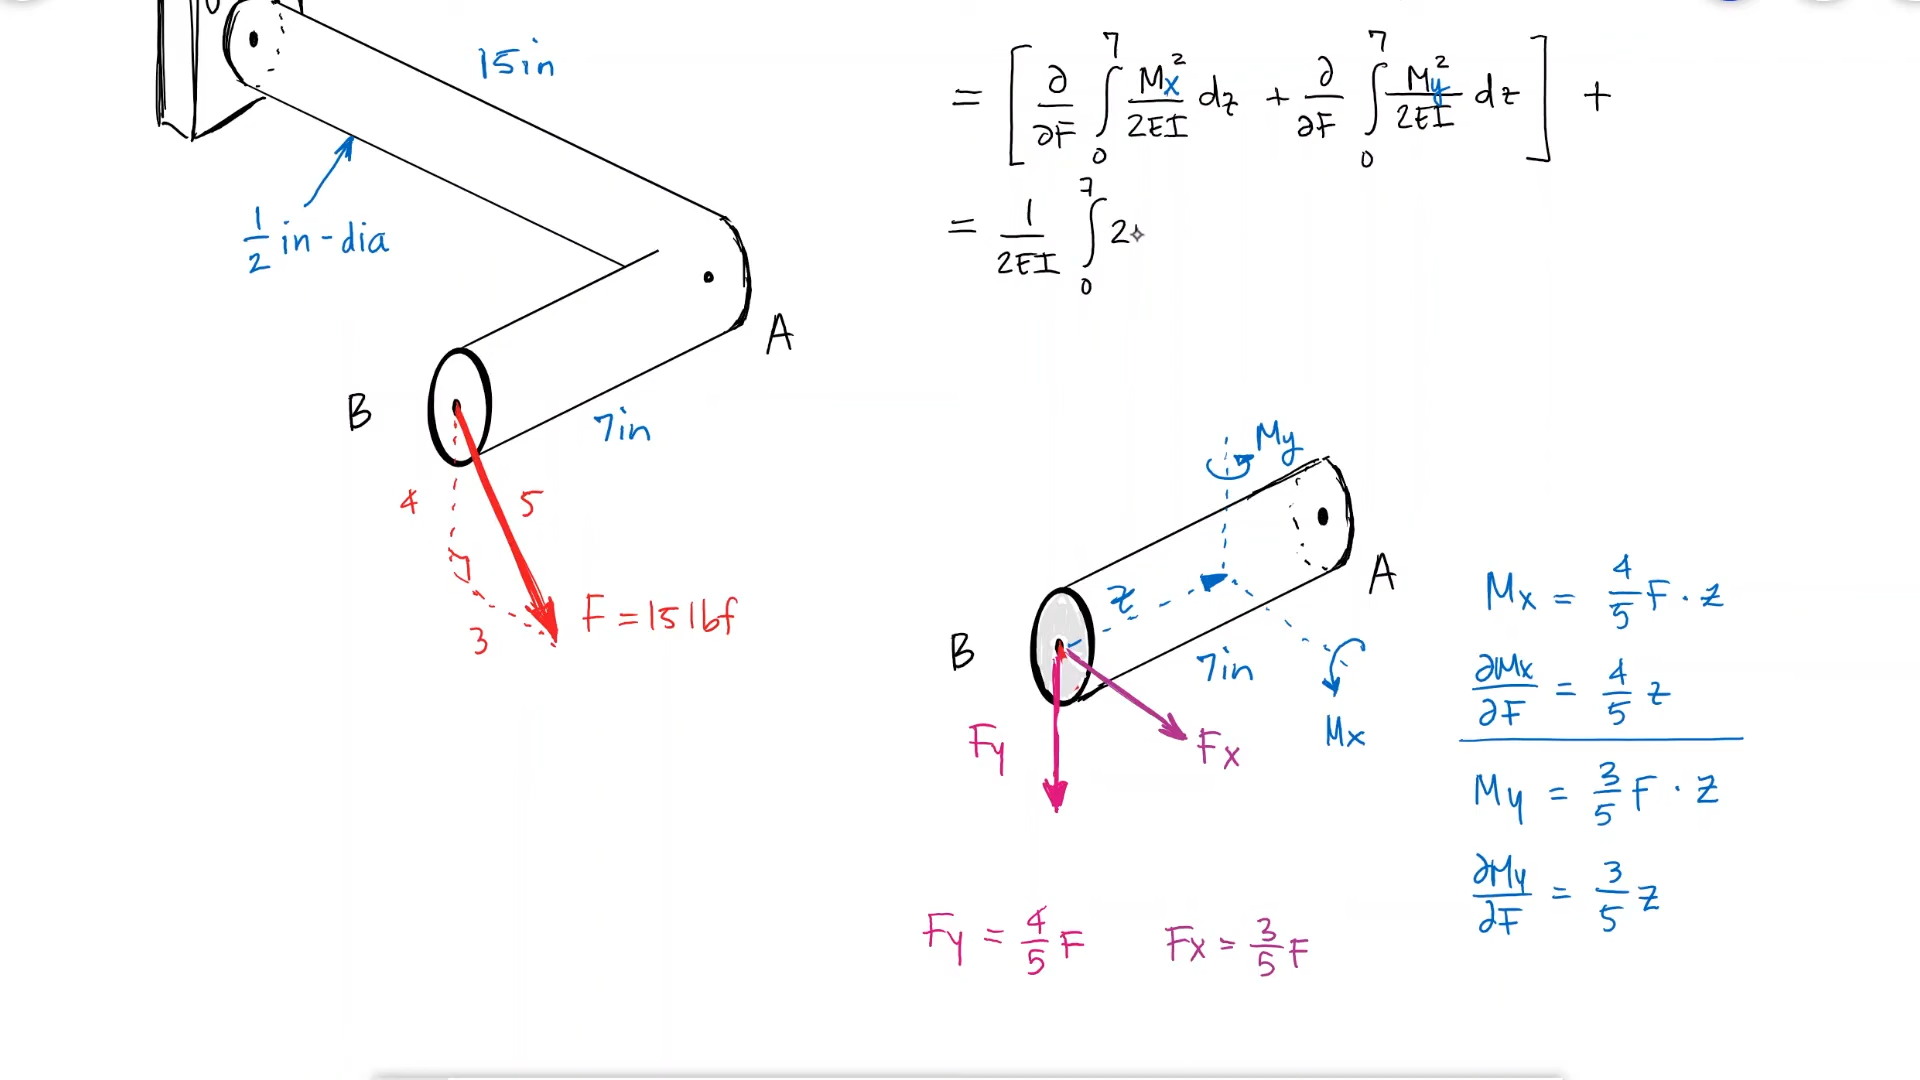 15in
1/2 in-dia
A
B
7in
4
5
3
F = 15 lbf
= [ ∂/∂F ∫₀⁷ Mx²/2EI dz + ∂/∂F ∫₀⁷ My²/2EI dz ] +
= 1/2EI ∫₀⁷ 2
My
z
A
B
7in
Mx
Fy
Fx
Fy = 4/5 F
Fx = 3/5 F
Mx = 4/5 F · z
∂Mx/∂F = 4/5 z
My = 3/5 F · z
∂My/∂F = 3/5 z